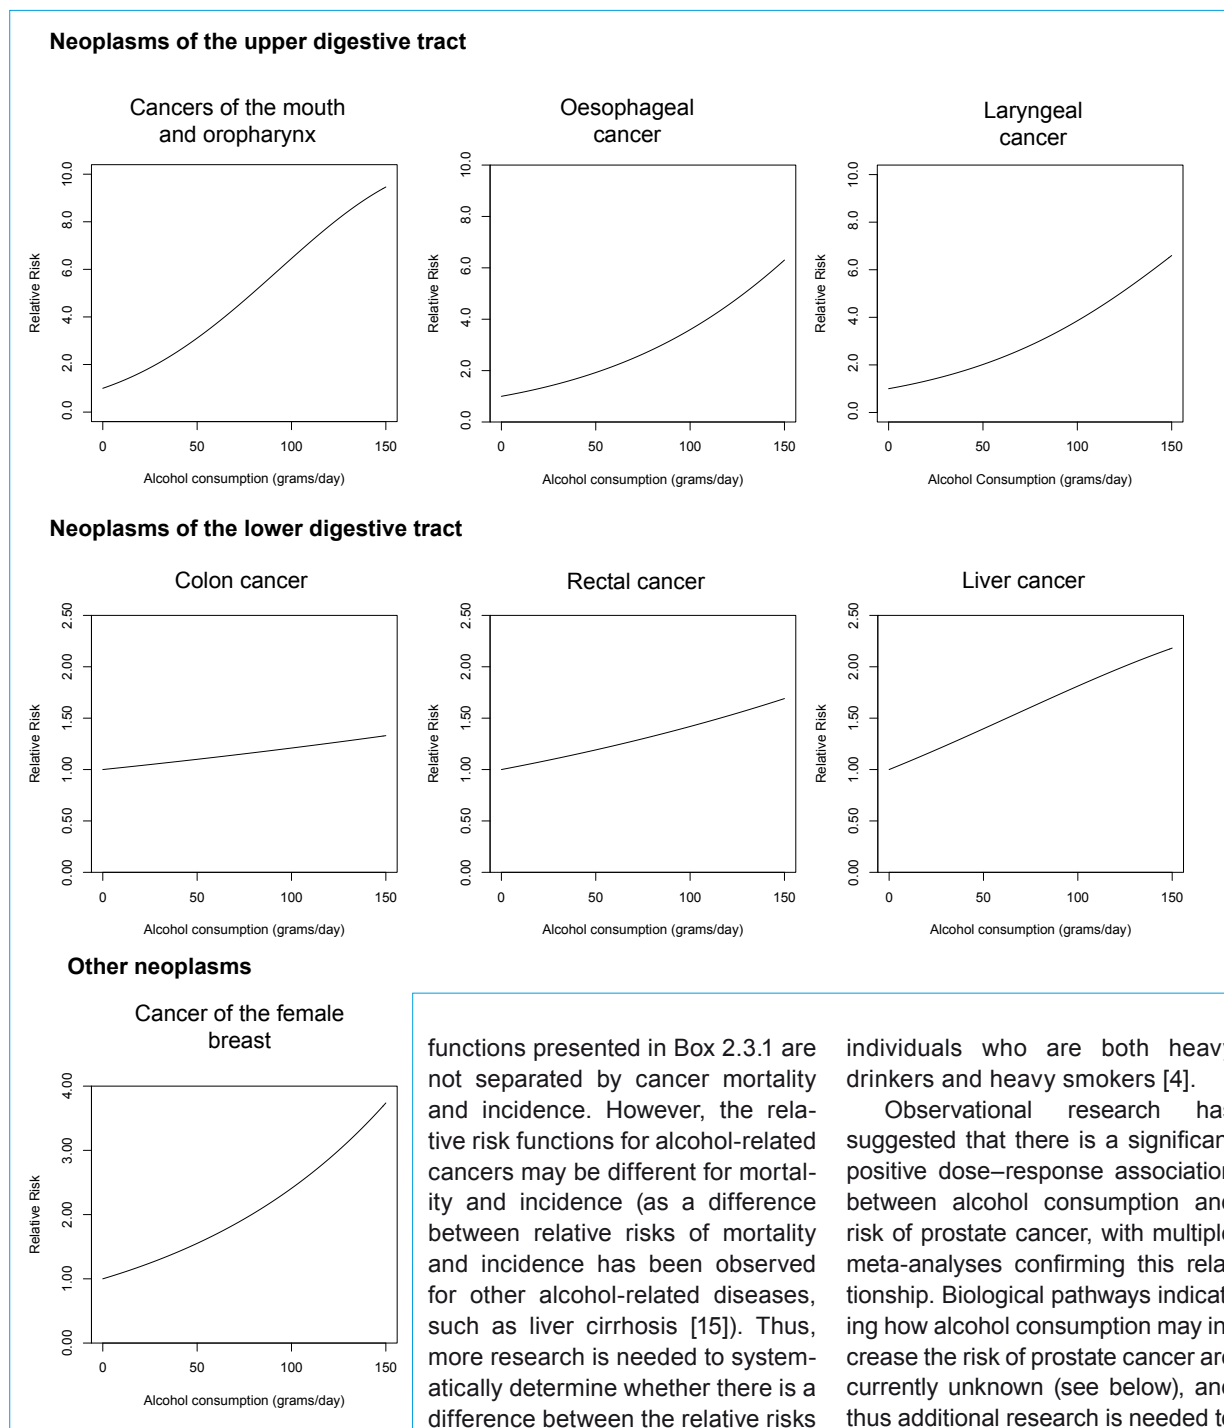 Neoplasms of the upper digestive tract
Cancers of the mouth
and oropharynx
Relative Risk
0.0 2.0 4.0 6.0 8.0 10.0
0 50 100 150
Alcohol consumption (grams/day)
Oesophageal
cancer
Relative Risk
0.0 2.0 4.0 6.0 8.0 10.0
0 50 100 150
Alcohol consumption (grams/day)
Laryngeal
cancer
Relative Risk
0.0 2.0 4.0 6.0 8.0 10.0
0 50 100 150
Alcohol Consumption (grams/day)
Neoplasms of the lower digestive tract
Colon cancer
Relative Risk
0.00 0.50 1.00 1.50 2.00 2.50
0 50 100 150
Alcohol consumption (grams/day)
Rectal cancer
Relative Risk
0.00 0.50 1.00 1.50 2.00 2.50
0 50 100 150
Alcohol consumption (grams/day)
Liver cancer
Relative Risk
0.00 0.50 1.00 1.50 2.00 2.50
0 50 100 150
Alcohol consumption (grams/day)
Other neoplasms
Cancer of the female
breast
Relative Risk
0.00 1.00 2.00 3.00 4.00
0 50 100 150
Alcohol consumption (grams/day)
functions presented in Box 2.3.1 are
not separated by cancer mortality
and incidence. However, the rela-
tive risk functions for alcohol-related
cancers may be different for mortal-
ity and incidence (as a difference
between relative risks of mortality
and incidence has been observed
for other alcohol-related diseases,
such as liver cirrhosis [15]). Thus,
more research is needed to system-
atically determine whether there is a
difference between the relative risks
individuals who are both heavy
drinkers and heavy smokers [4].
Observational research has
suggested that there is a significan
positive dose–response association
between alcohol consumption and
risk of prostate cancer, with multiple
meta-analyses confirming this rela
tionship. Biological pathways indicat
ing how alcohol consumption may in
crease the risk of prostate cancer are
currently unknown (see below), and
thus additional research is needed to